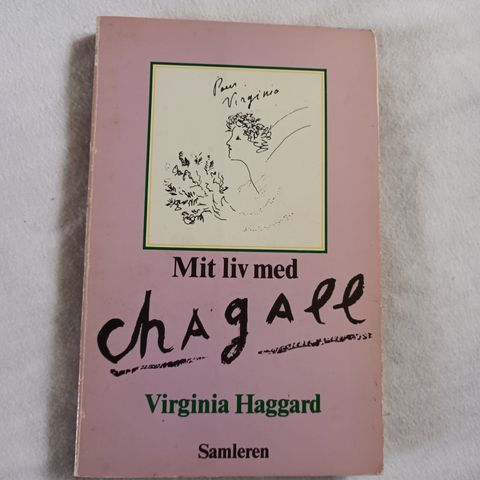 Pour
Virginia
Mit liv med
chagall
Virginia Haggard
Samleren